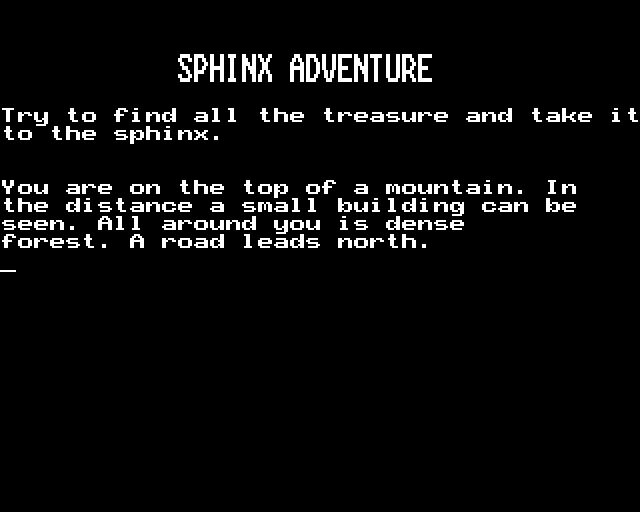 SPHINX ADVENTURE
Try to find all the treasure and take it
to the sphinx.
You are on the top of a mountain. In
the distance a small building can be
seen. All around you is dense
forest. A road leads north.
_